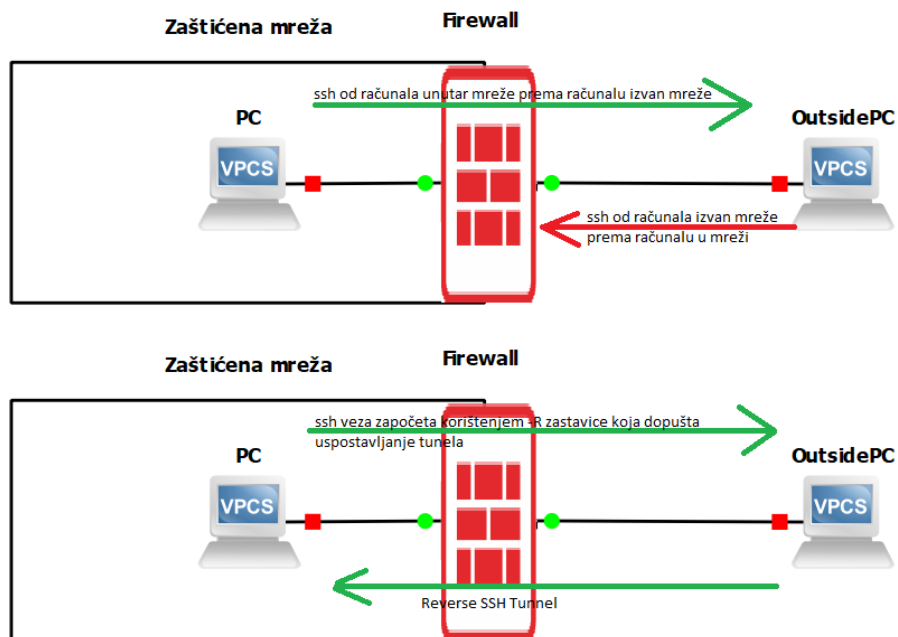 Zaštićena mreža
Firewall
ssh od računala unutar mreže prema računalu izvan mreže
PC
OutsidePC
VPCS
VPCS
ssh od računala izvan mreže
prema računalu u mreži
Zaštićena mreža
Firewall
ssh veza započeta korištenjem -R zastavice koja dopušta
uspostavljanje tunela
PC
OutsidePC
VPCS
VPCS
Reverse SSH Tunnel